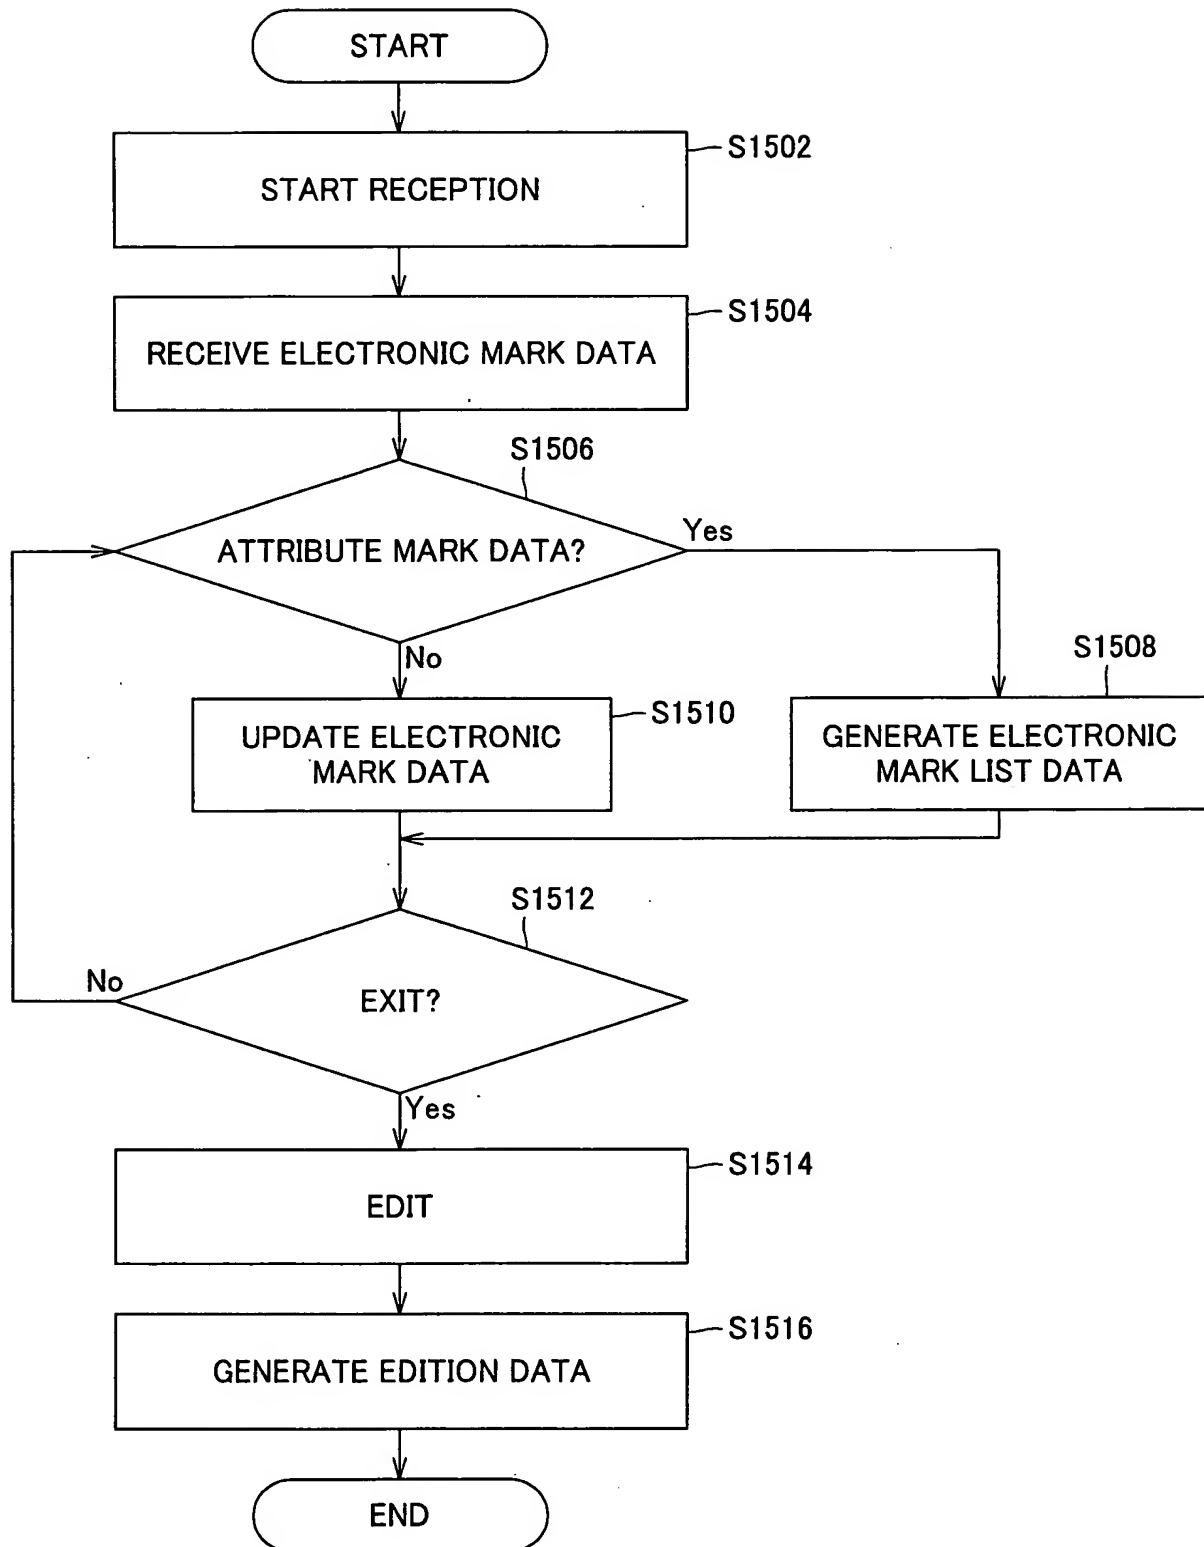 START
S1502
START RECEPTION
S1504
RECEIVE ELECTRONIC MARK DATA
S1506
ATTRIBUTE MARK DATA?
Yes
No
S1508
S1510
UPDATE ELECTRONIC
MARK DATA
GENERATE ELECTRONIC
MARK LIST DATA
S1512
No
EXIT?
Yes
S1514
EDIT
S1516
GENERATE EDITION DATA
END